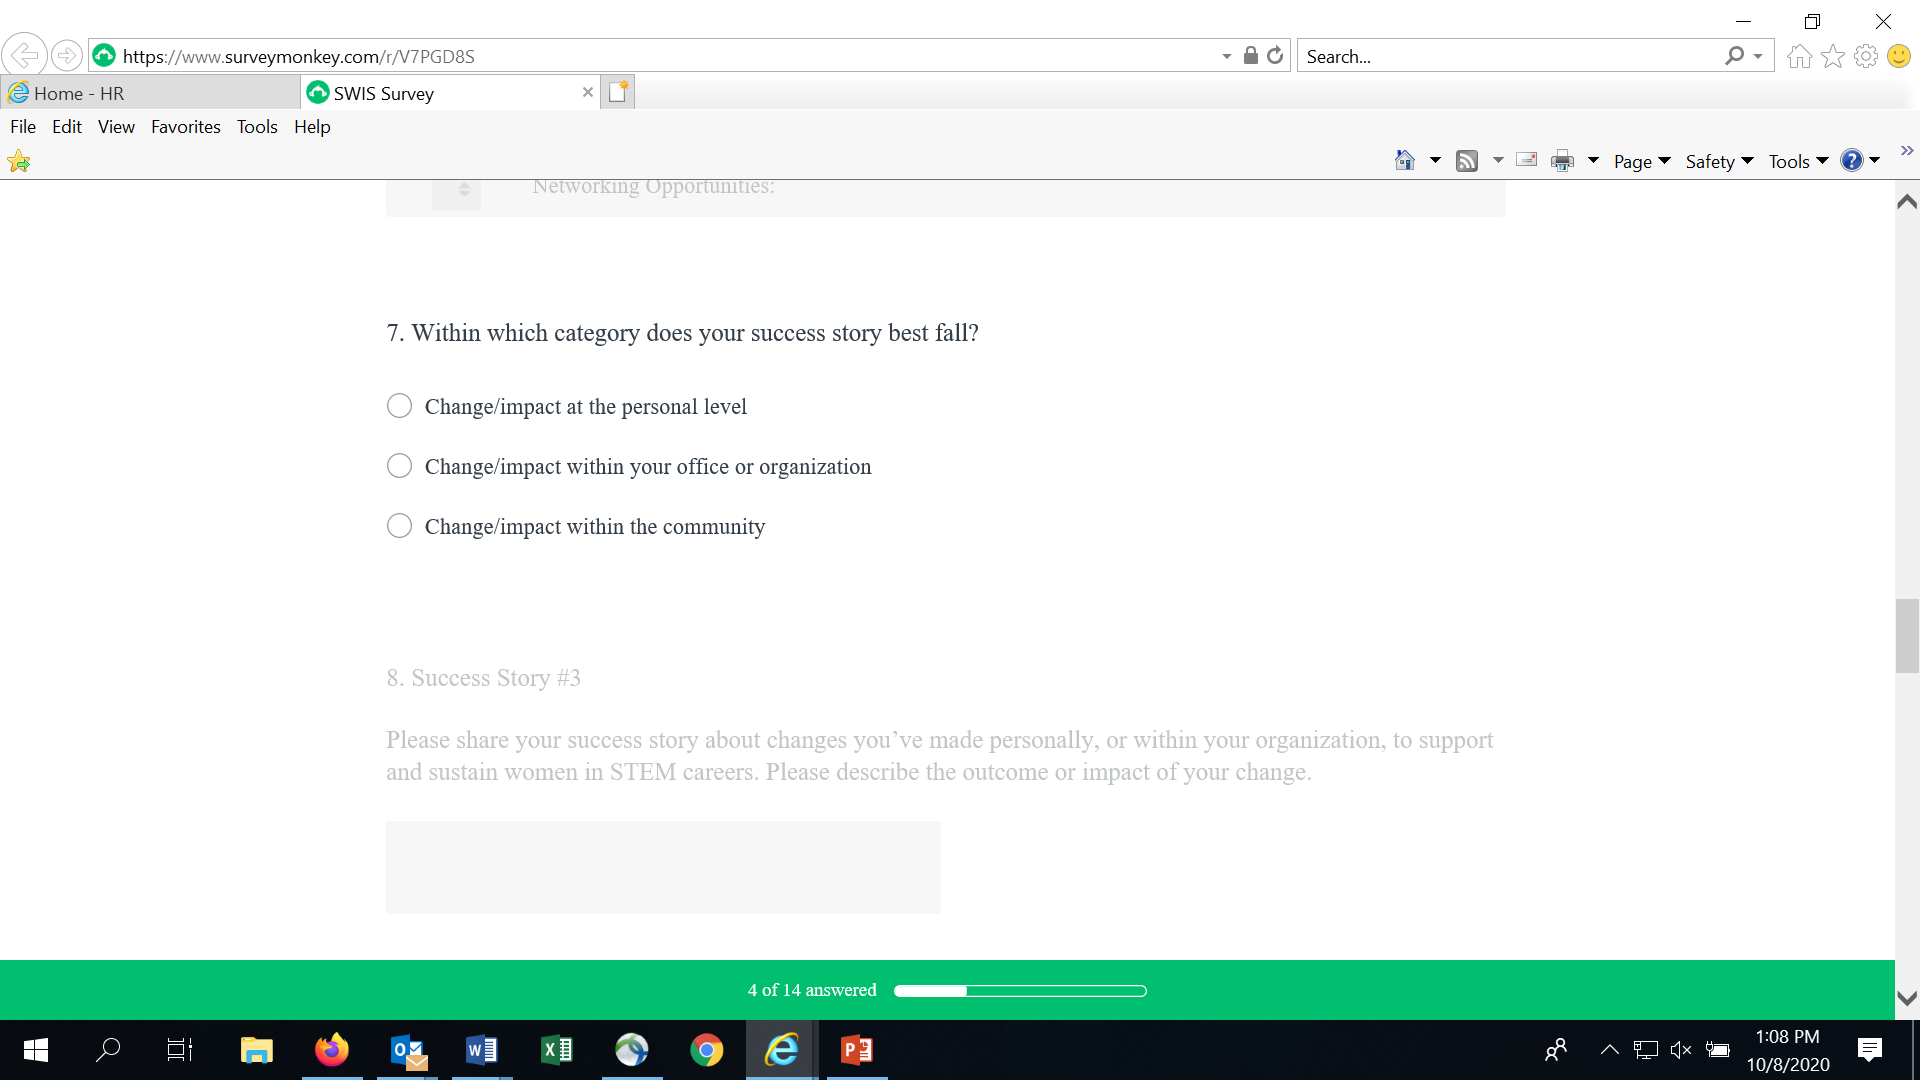 https://www.surveymonkey.com/r/V7PGD8S
Search...
Home - HR
SWIS Survey
File Edit View Favorites Tools Help
Page Safety Tools
Networking Opportunities:
7. Within which category does your success story best fall?
Change/impact at the personal level
Change/impact within your office or organization
Change/impact within the community
8. Success Story #3
Please share your success story about changes you’ve made personally, or within your organization, to support
and sustain women in STEM careers. Please describe the outcome or impact of your change.
4 of 14 answered
1:08 PM
10/8/2020